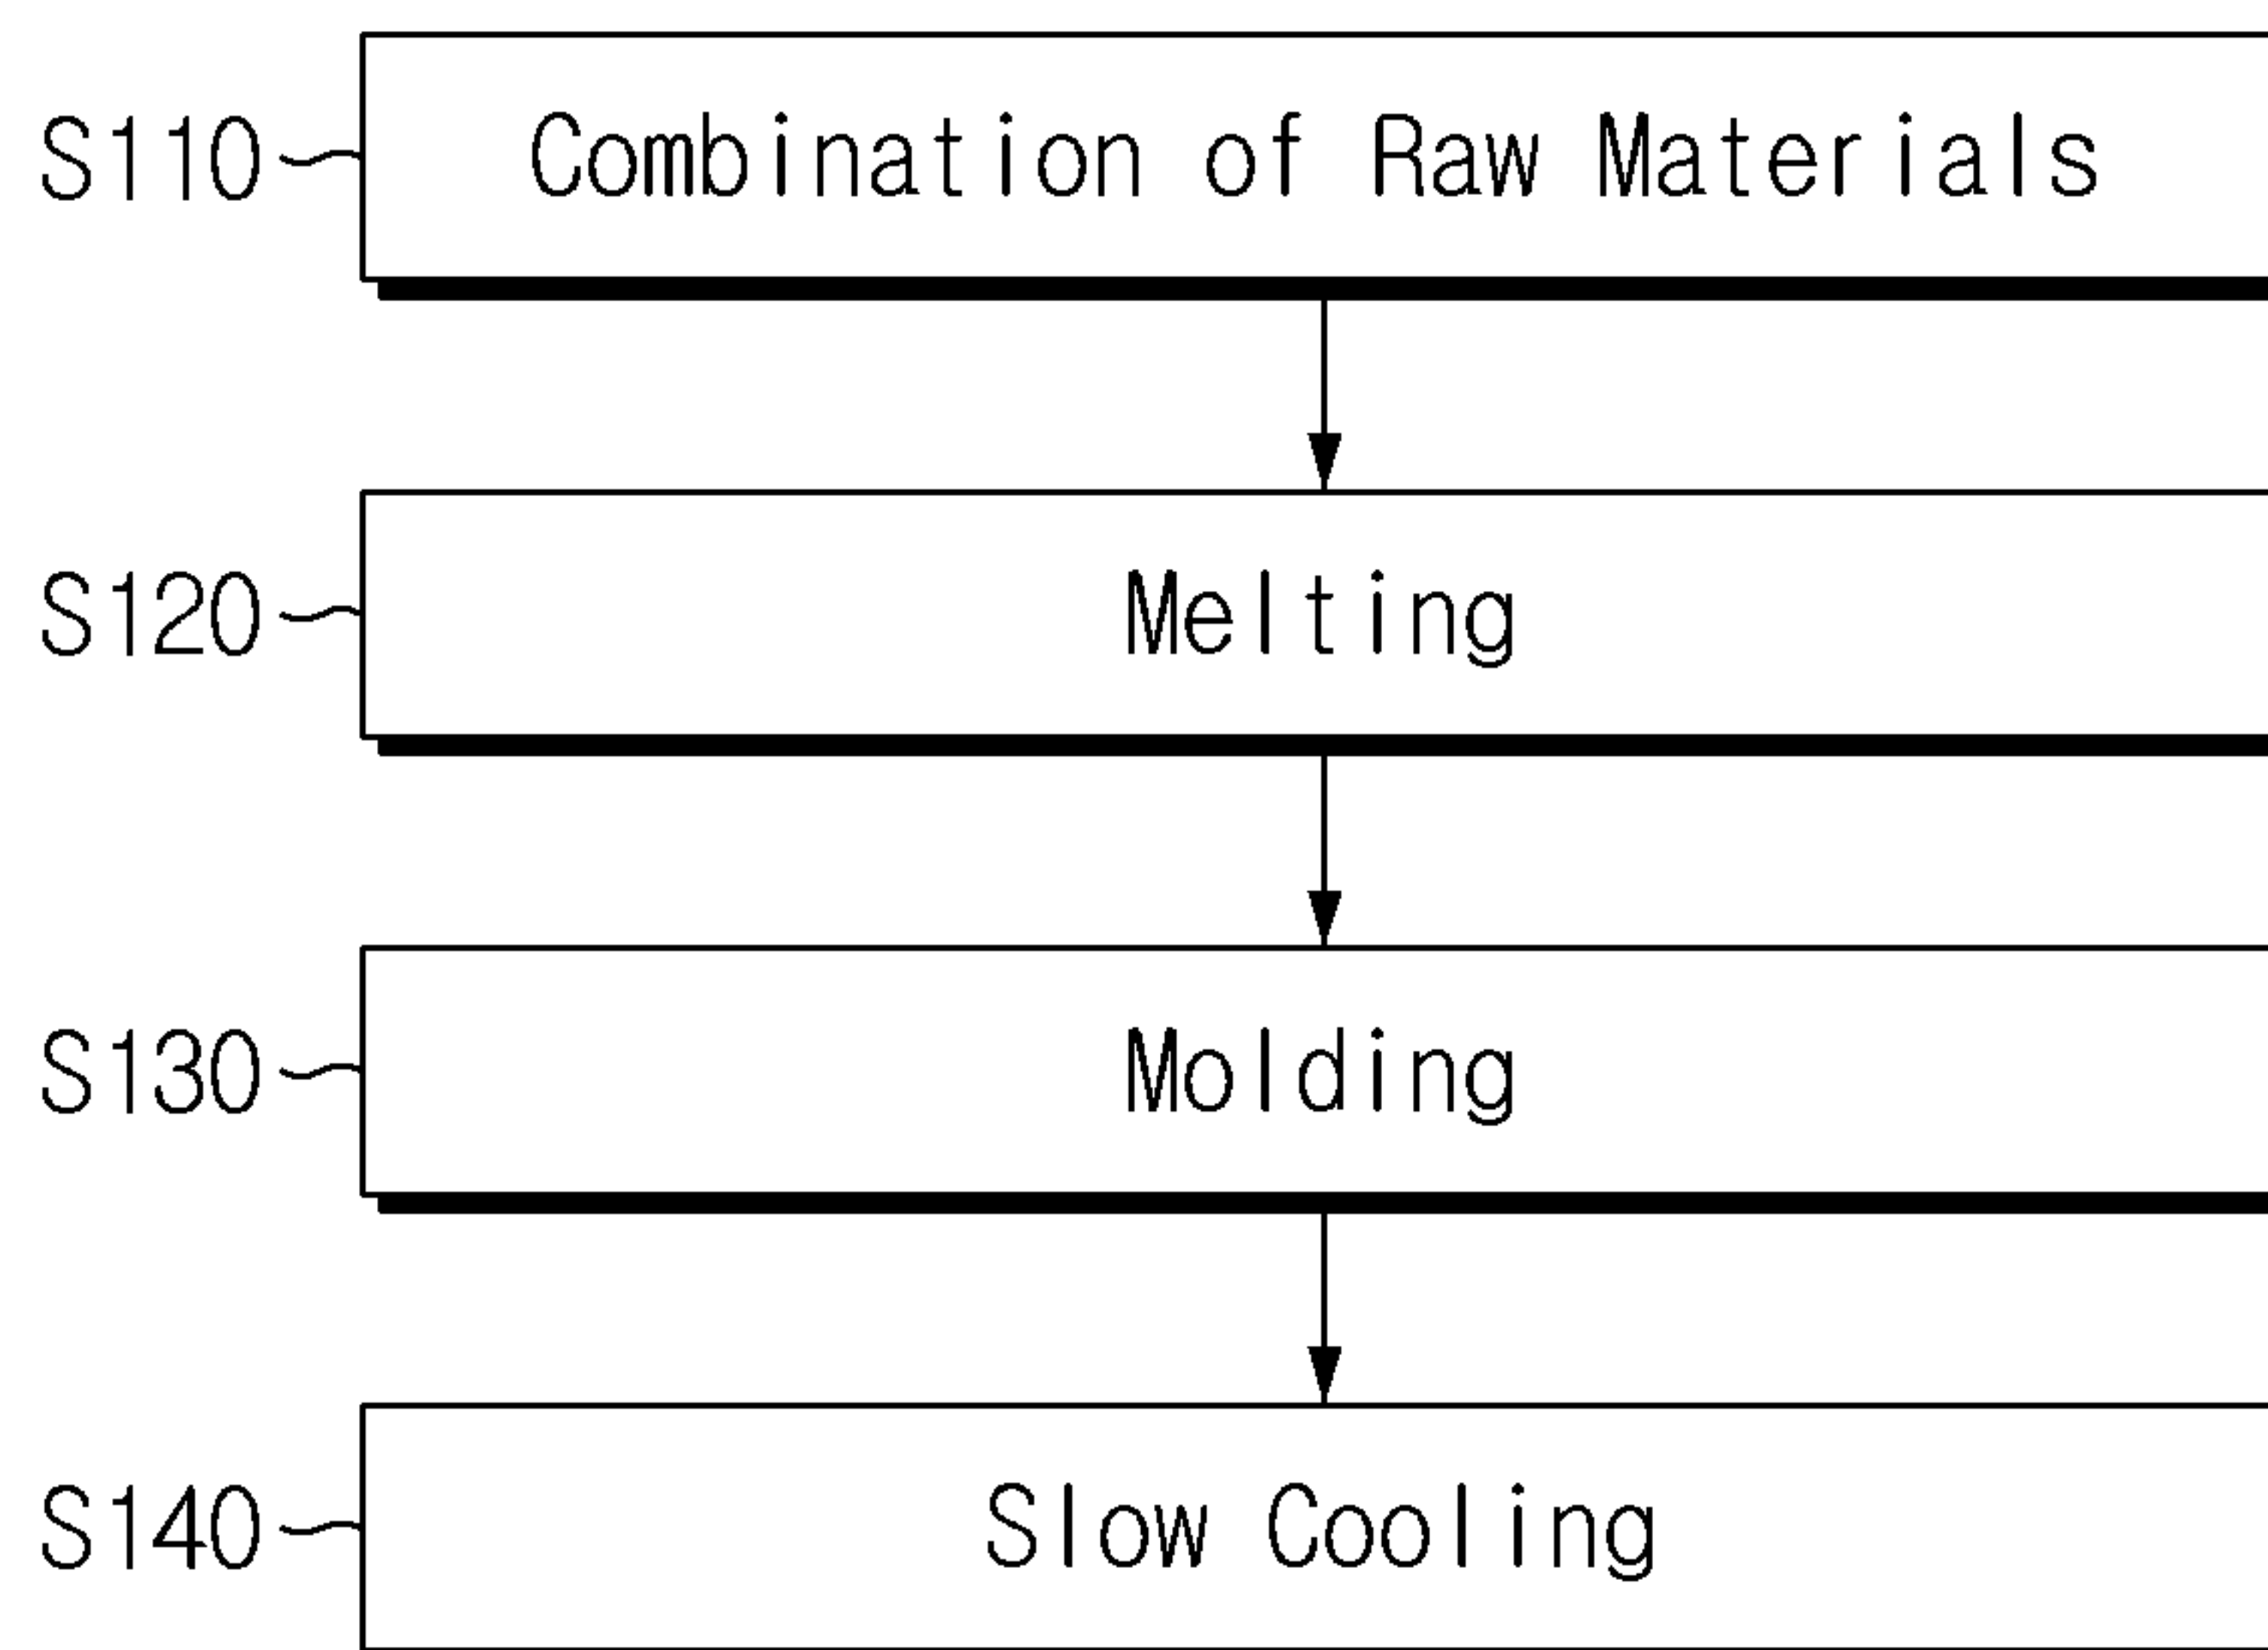 S110 Combination of Raw Materials
S120 Melting
S130 Molding
S140 Slow Cooling